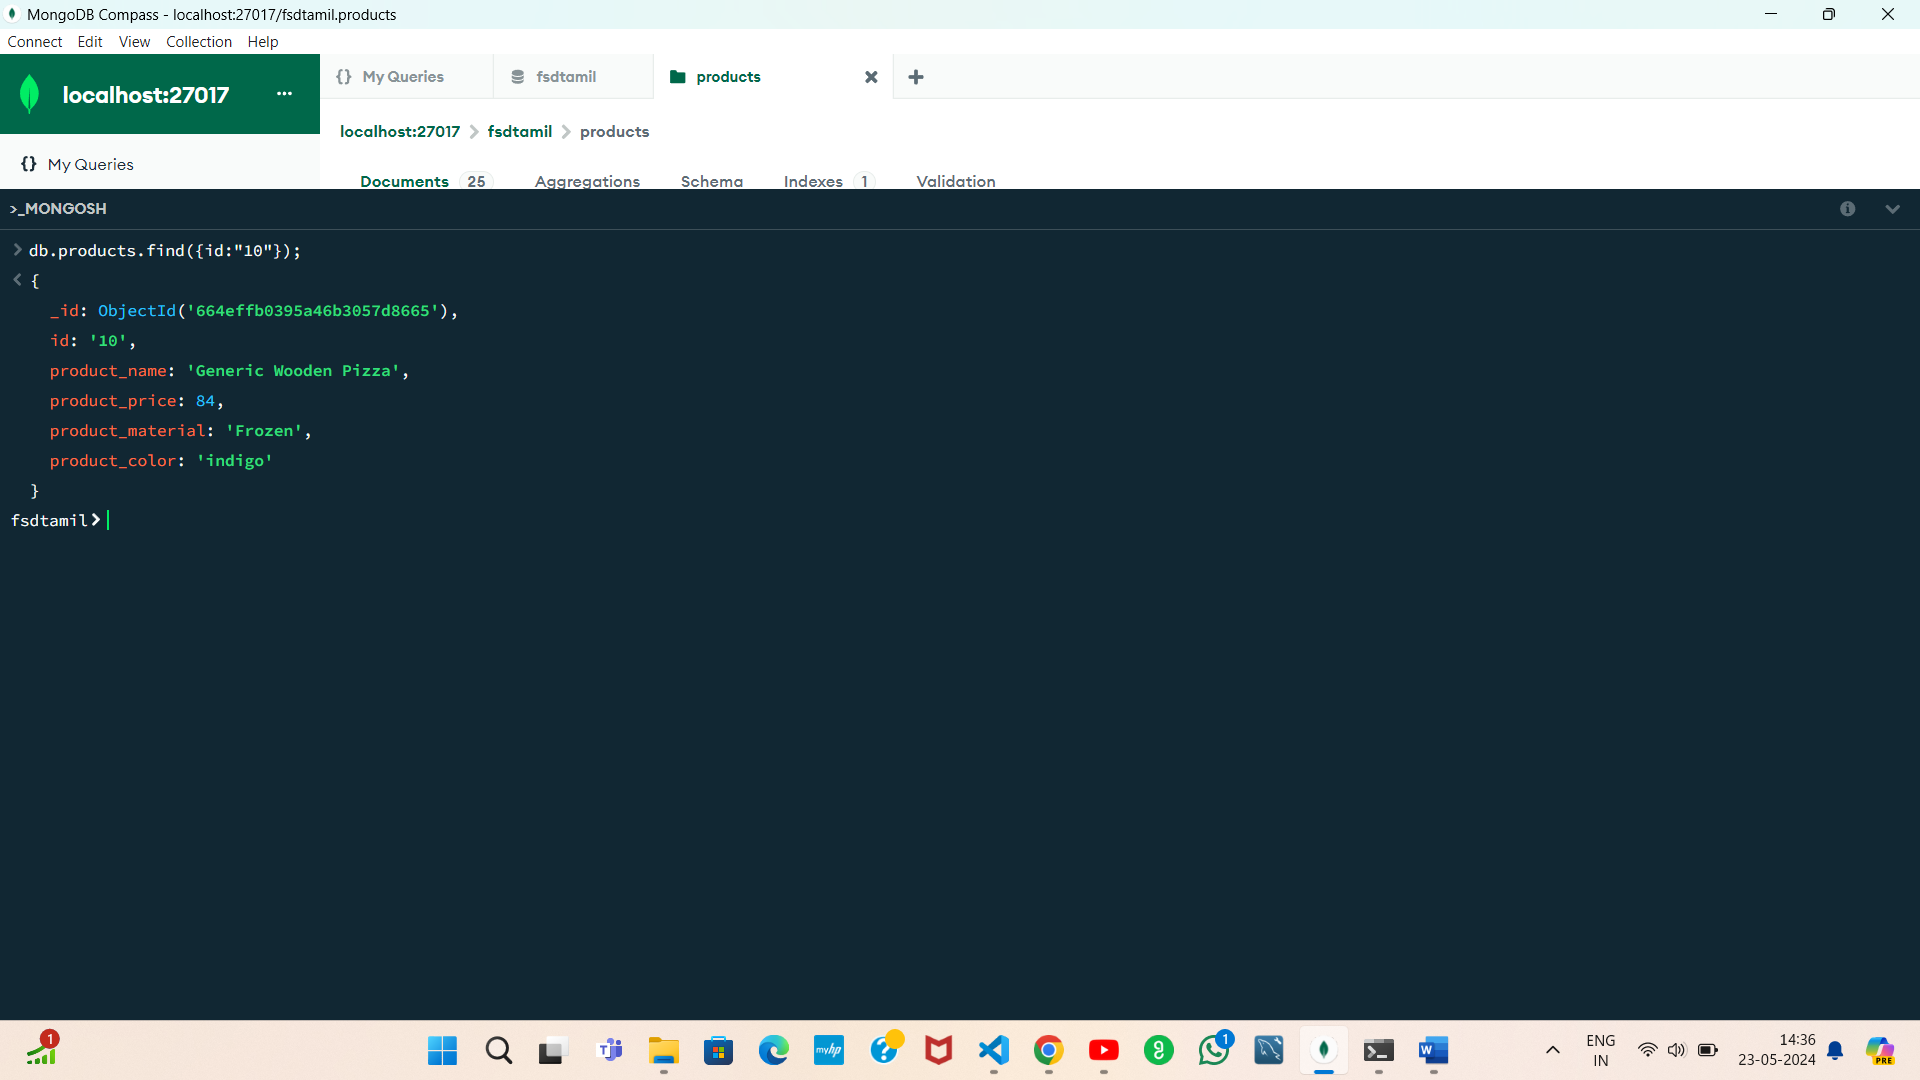 MongoDB Compass - localhost:27017/fsdtamil.products
Connect Edit View Collection Help
localhost:27017 ···
{} My Queries
fsdtamil
products
localhost:27017 > fsdtamil > products
{} My Queries
Documents 25 Aggregations Schema Indexes 1 Validation
>_MONGOSH
> db.products.find({id:"10"});
< {
_id: ObjectId('664effb0395a46b3057d8665'),
id: '10',
product_name: 'Generic Wooden Pizza',
product_price: 84,
product_material: 'Frozen',
product_color: 'indigo'
}
fsdtamil>
1
myhp
1
W
ENG
IN
14:36
23-05-2024
PRE